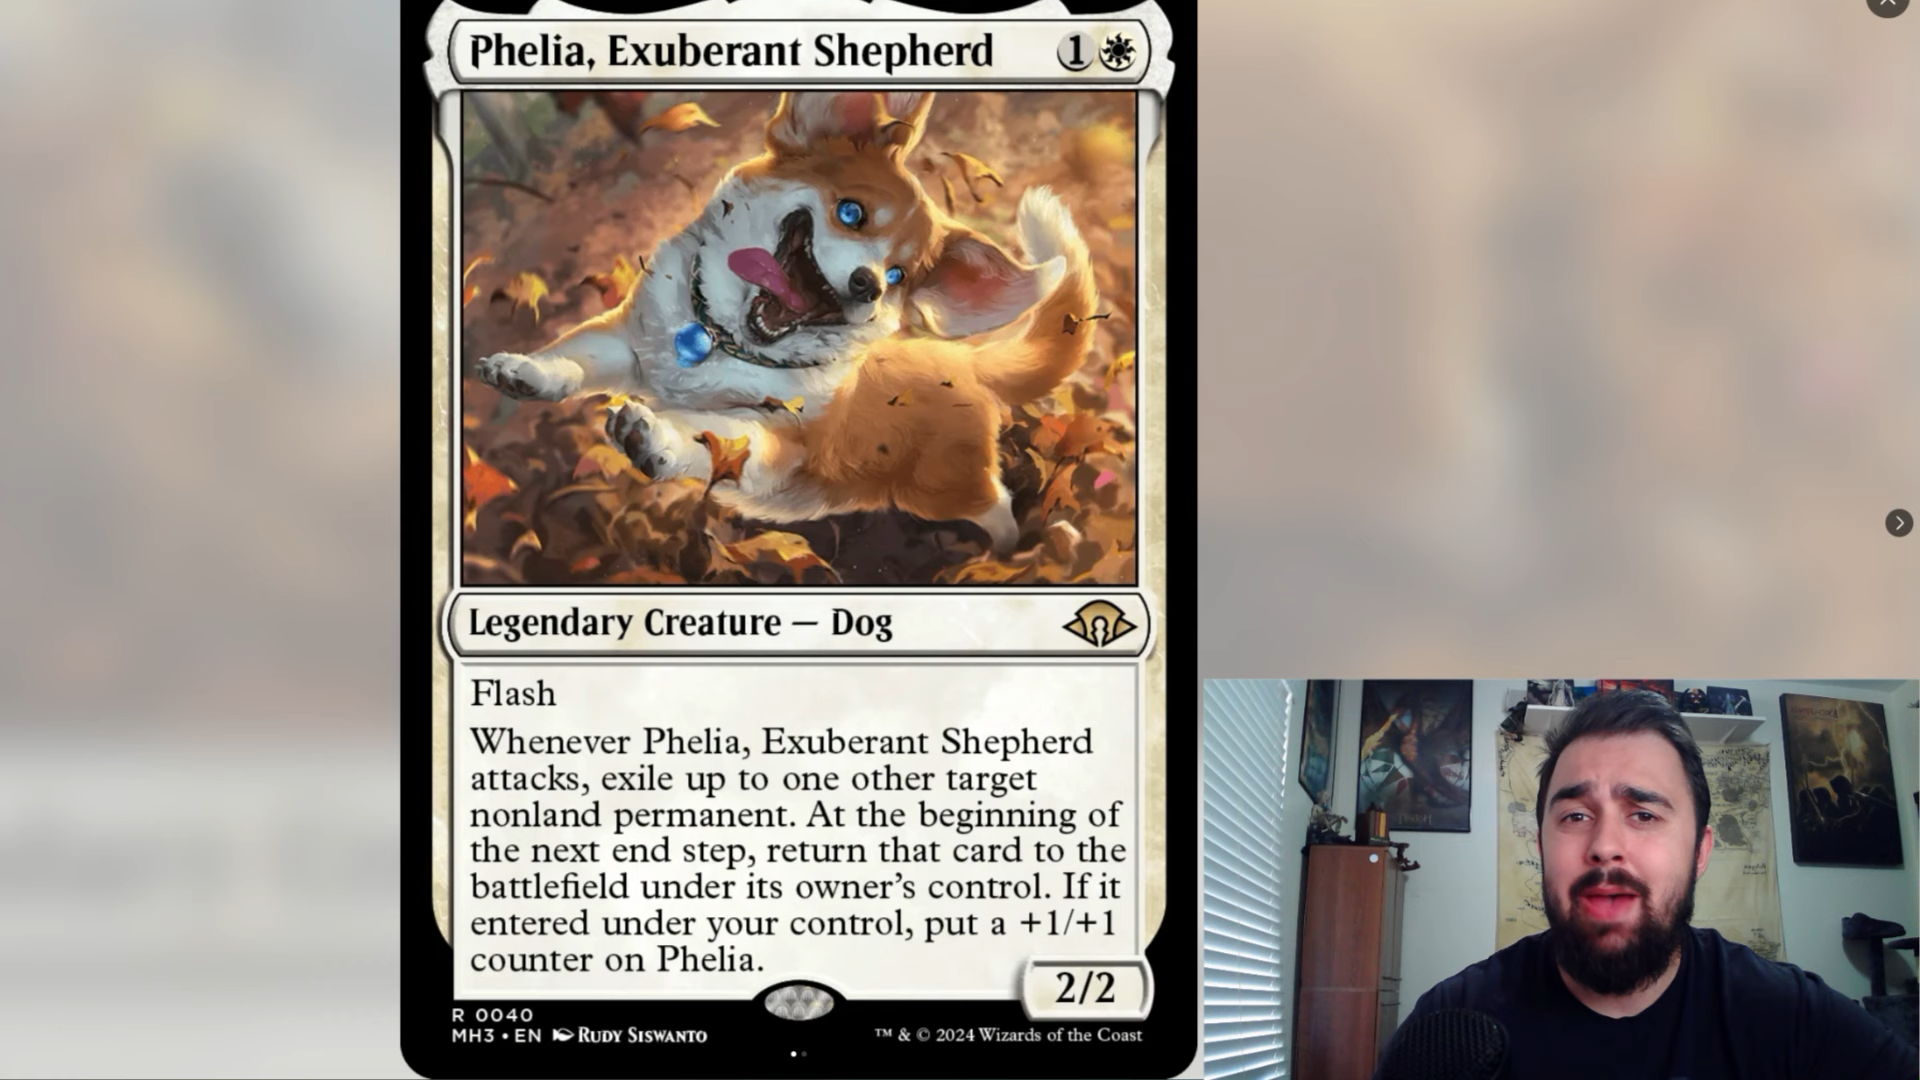 Phelia, Exuberant Shepherd 1
Legendary Creature — Dog
Flash
Whenever Phelia, Exuberant Shepherd
attacks, exile up to one other target
nonland permanent. At the beginning of
the next end step, return that card to the
battlefield under its owner's control. If it
entered under your control, put a +1/+1
counter on Phelia.
2/2
R 0040
MH3 • EN Rudy Siswanto
™ & © 2024 Wizards of the Coast